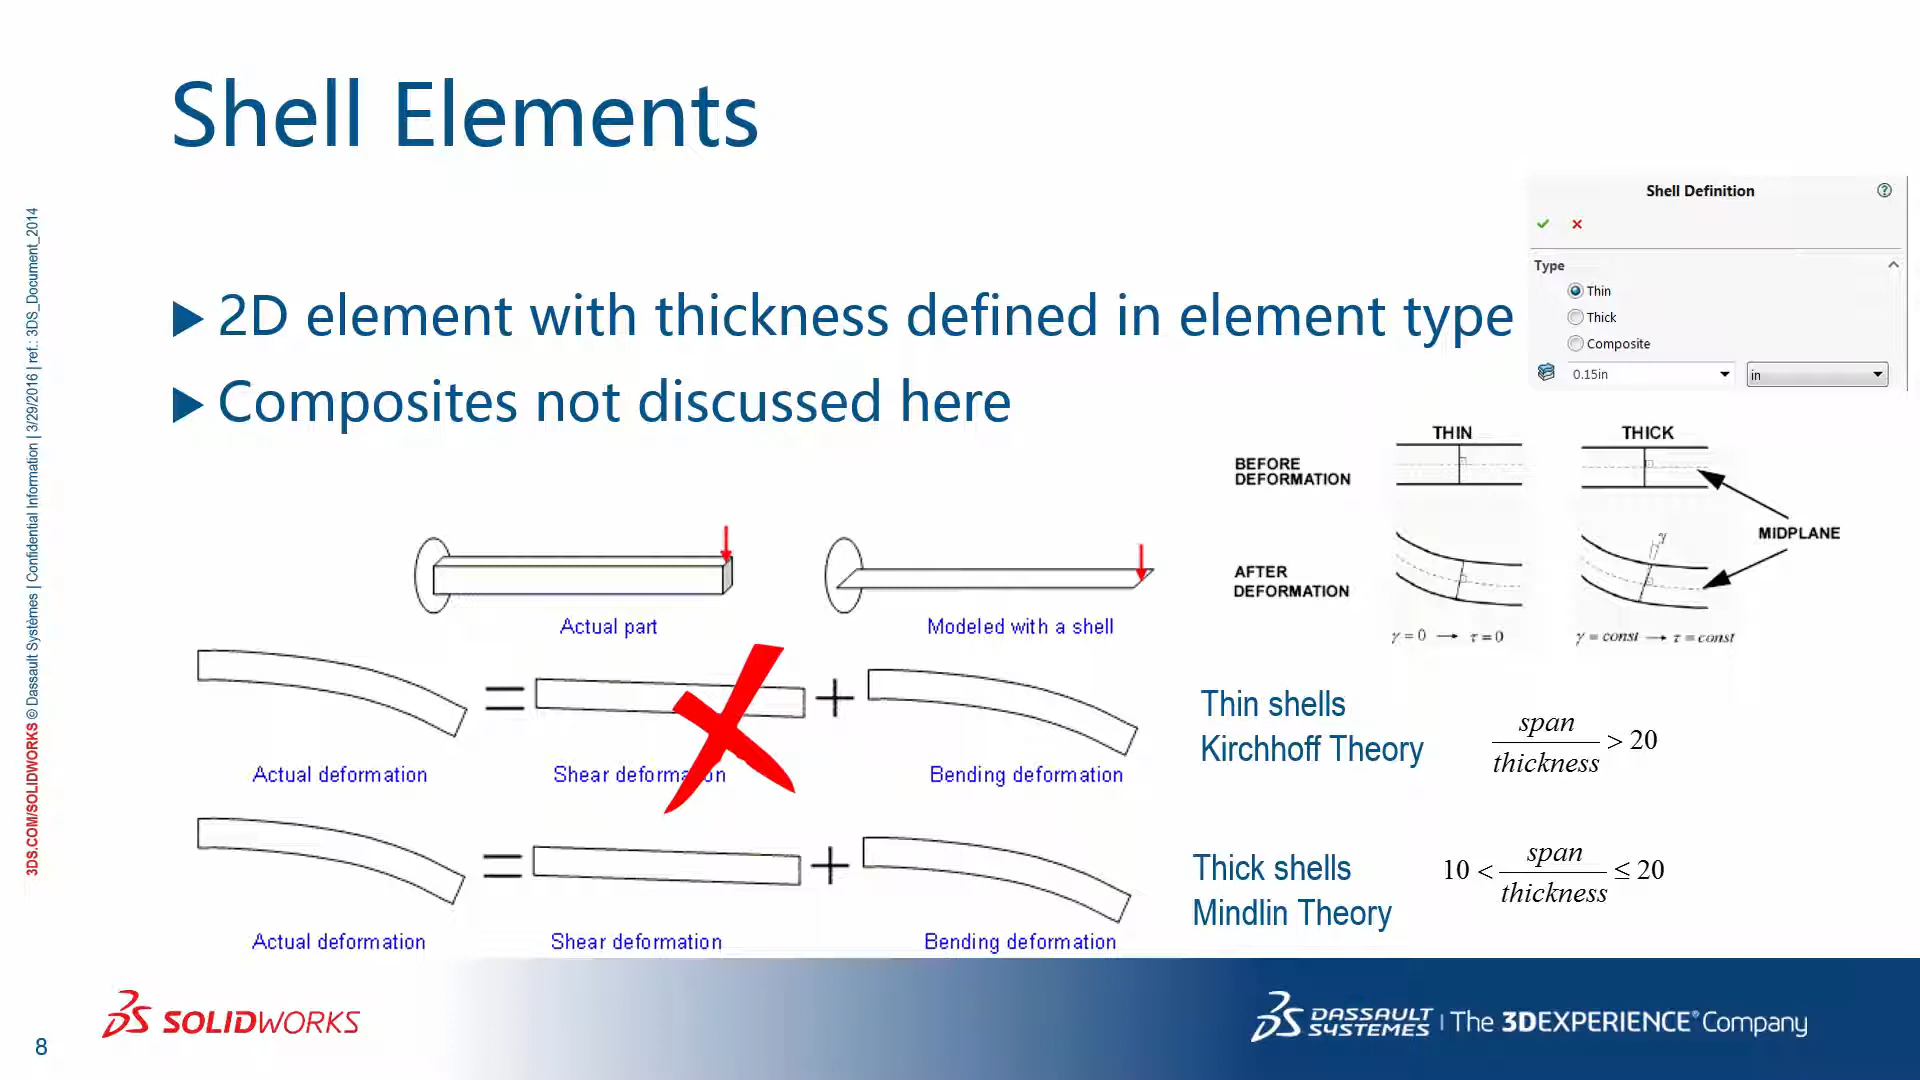 Shell Elements
3DS.COM/SOLIDWORKS © Dassault Systèmes | Confidential Information | 3/29/2016 | ref.: 3DS_Document_2014
Shell Definition
Type
Thin
Thick
Composite
0.15in
in
2D element with thickness defined in element type
Composites not discussed here
THIN
THICK
BEFORE
DEFORMATION
MIDPLANE
γ
AFTER
DEFORMATION
γ = 0 → τ = 0
γ = const → τ = const
Actual part
Modeled with a shell
=
+
Actual deformation
Shear deformation
Bending deformation
Thin shells
Kirchhoff Theory
span
thickness
> 20
=
+
Actual deformation
Shear deformation
Bending deformation
Thick shells
Mindlin Theory
10 <
span
thickness
≤ 20
SOLIDWORKS
DASSAULT
SYSTEMES
| The 3DEXPERIENCE® Company
8